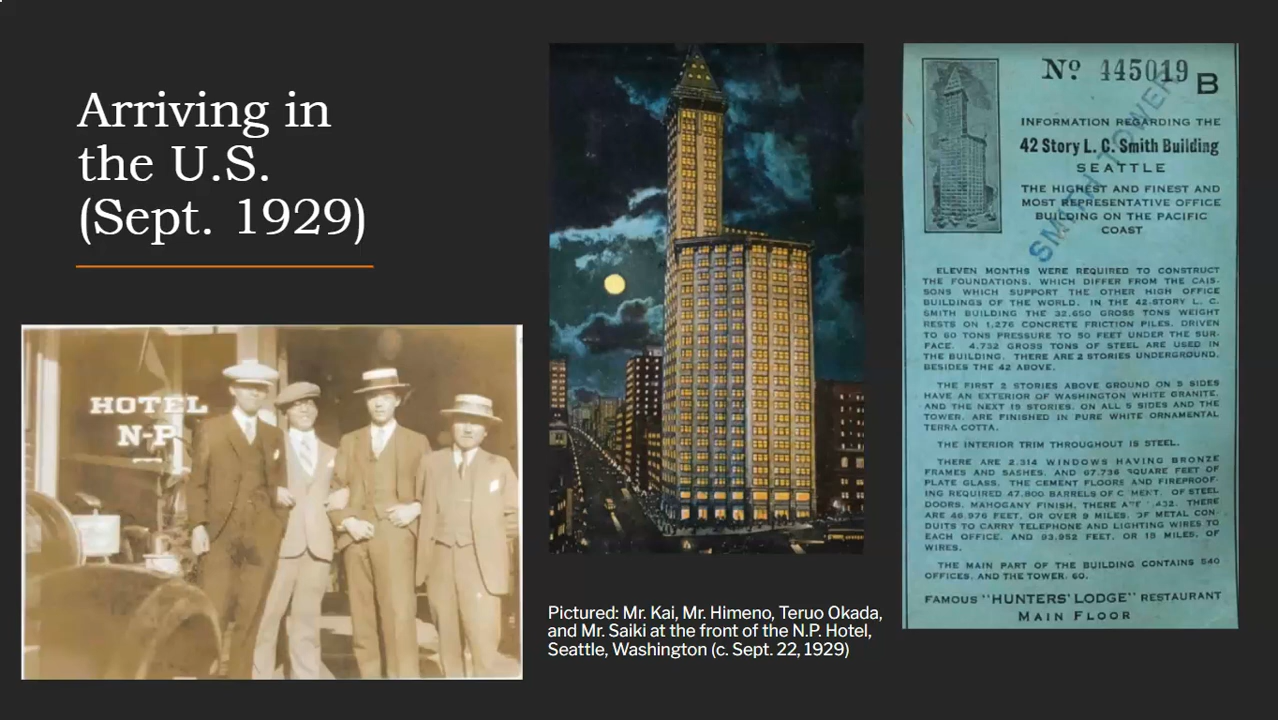 Arriving in
the U.S.
(Sept. 1929)
HOTEL
N-P
Pictured: Mr. Kai, Mr. Himeno, Teruo Okada,
and Mr. Saiki at the front of the N.P. Hotel,
Seattle, Washington (c. Sept. 22, 1929)
Nº 445019 B
SMITH TOWER
INFORMATION REGARDING THE
42 Story L. C. Smith Building
SEATTLE
THE HIGHEST AND FINEST AND
MOST REPRESENTATIVE OFFICE
BUILDING ON THE PACIFIC
COAST
ELEVEN MONTHS WERE REQUIRED TO CONSTRUCT
THE FOUNDATIONS, WHICH DIFFER FROM THE CAIS-
SONS WHICH SUPPORT THE OTHER HIGH OFFICE
BUILDINGS OF THE WORLD. IN THE 42-STORY L. C.
SMITH BUILDING THE 32,650 GROSS TONS WEIGHT
RESTS ON 1,276 CONCRETE FRICTION PILES, DRIVEN
TO 60 TONS PRESSURE TO 50 FEET UNDER THE SUR-
FACE. 4,732 GROSS TONS OF STEEL ARE USED IN
THE BUILDING. THERE ARE 2 STORIES UNDERGROUND,
BESIDES THE 42 ABOVE.
THE FIRST 2 STORIES ABOVE GROUND ON 5 SIDES
HAVE AN EXTERIOR OF WASHINGTON WHITE GRANITE,
AND THE NEXT 19 STORIES, ON ALL 5 SIDES AND THE
TOWER, ARE FINISHED IN PURE WHITE ORNAMENTAL
TERRA COTTA.
THE INTERIOR TRIM THROUGHOUT IS STEEL.
THERE ARE 2,314 WINDOWS HAVING BRONZE
FRAMES AND SASHES, AND 67,736 SQUARE FEET OF
PLATE GLASS. THE CEMENT FLOORS AND FIREPROOF-
ING REQUIRED 47,800 BARRELS OF CEMENT. OF STEEL
DOORS, MAHOGANY FINISH, THERE ARE 432. THERE
ARE 46,976 FEET, OR OVER 9 MILES, OF METAL CON-
DUITS TO CARRY TELEPHONE AND LIGHTING WIRES TO
EACH OFFICE, AND 93,952 FEET, OR 18 MILES, OF
WIRES.
THE MAIN PART OF THE BUILDING CONTAINS 540
OFFICES, AND THE TOWER, 60.
FAMOUS "HUNTERS' LODGE" RESTAURANT
MAIN FLOOR